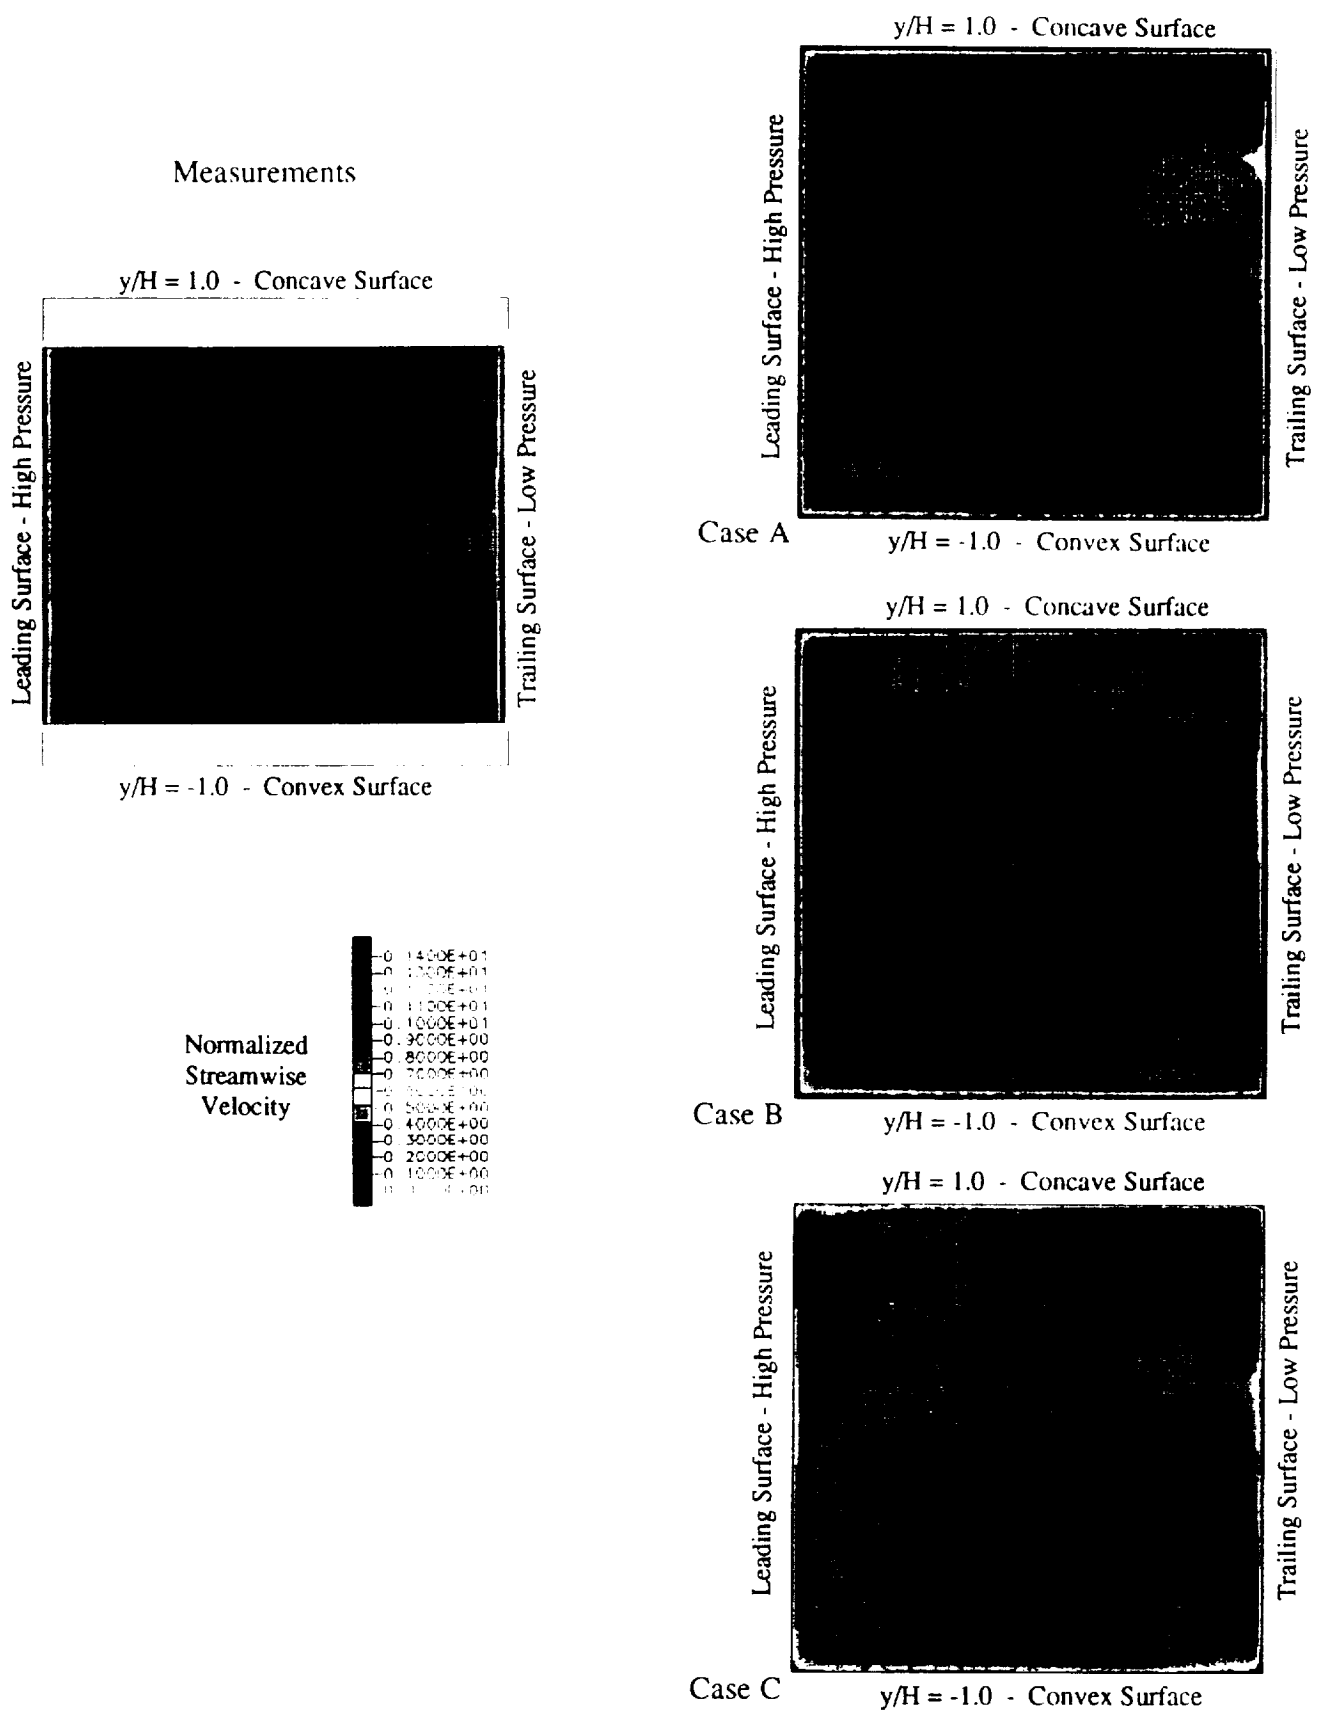 Measurements
y/H = 1.0 - Concave Surface
Leading Surface - High Pressure
Trailing Surface - Low Pressure
y/H = -1.0 - Convex Surface
Normalized
Streamwise
Velocity
0.1000E+01
0.9000E+00
0.8000E+00
0.7000E+00
0.5000E+00
0.4000E+00
0.3000E+00
0.2000E+00
0.1000E+00
y/H = 1.0 - Concave Surface
Leading Surface - High Pressure
Trailing Surface - Low Pressure
Case A
y/H = -1.0 - Convex Surface
y/H = 1.0 - Concave Surface
Leading Surface - High Pressure
Trailing Surface - Low Pressure
Case B
y/H = -1.0 - Convex Surface
y/H = 1.0 - Concave Surface
Leading Surface - High Pressure
Trailing Surface - Low Pressure
Case C
y/H = -1.0 - Convex Surface